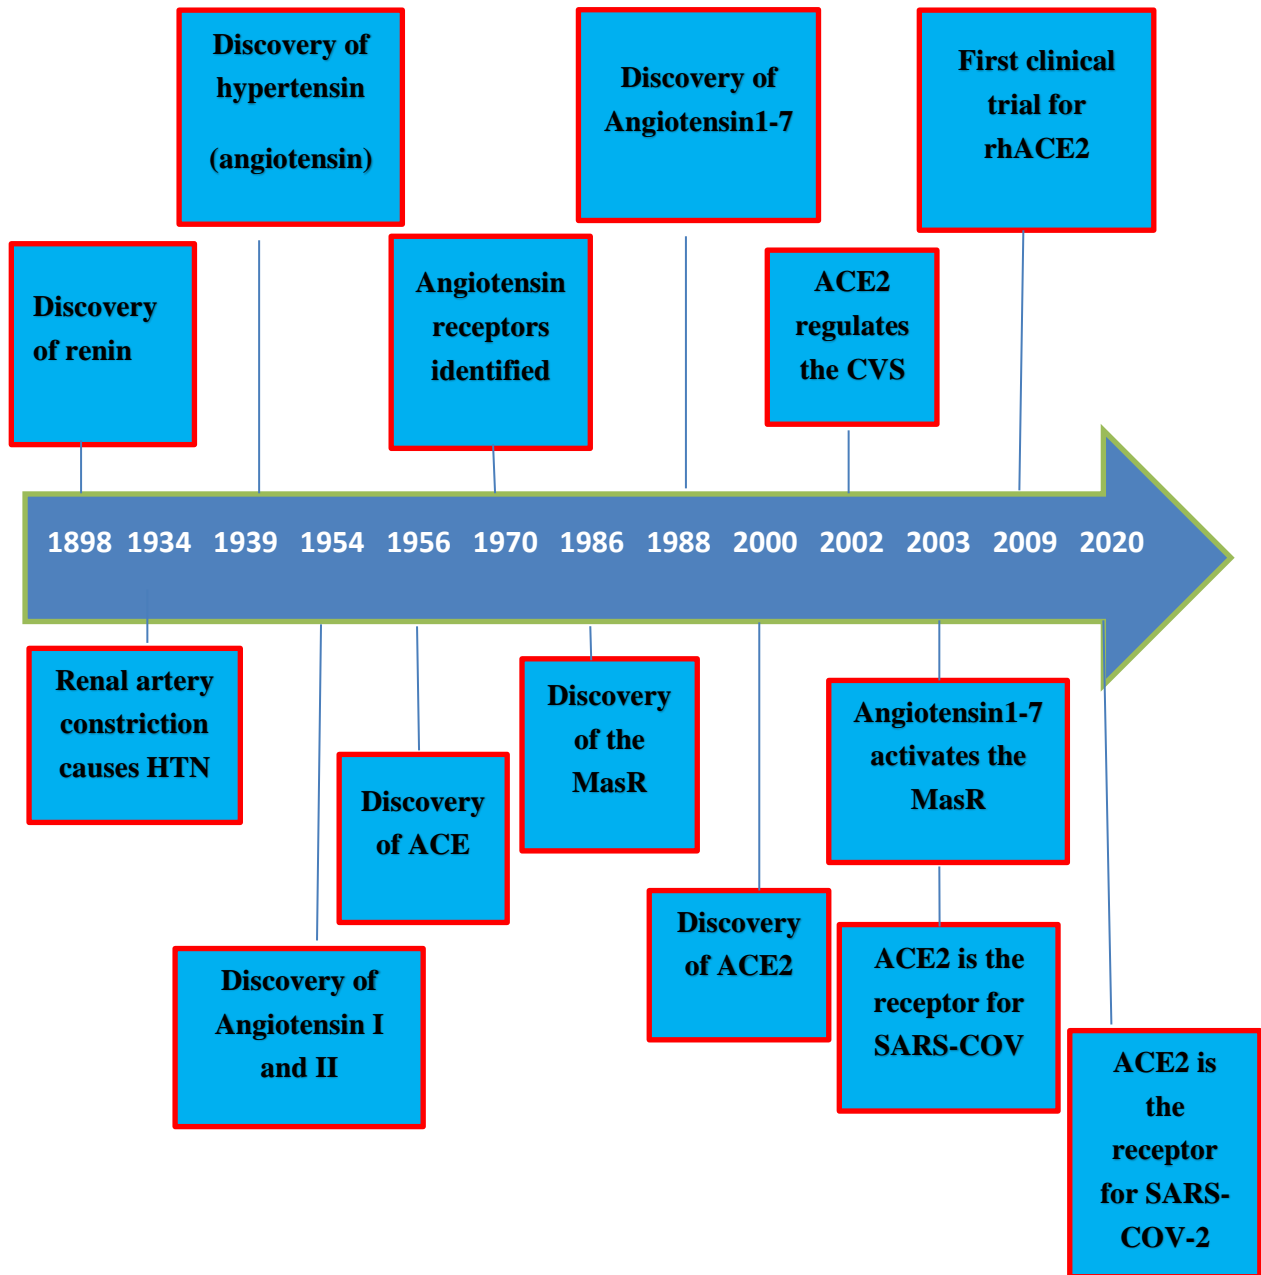 Discovery of
hypertensin
(angiotensin)
Discovery of
Angiotensin1-7
First clinical
trial for
rhACE2
Discovery
of renin
Angiotensin
receptors
identified
ACE2
regulates
the CVS
1898 1934 1939 1954 1956 1970 1986 1988 2000 2002 2003 2009 2020
Renal artery
constriction
causes HTN
Discovery
of ACE
Discovery
of the
MasR
Angiotensin1-7
activates the
MasR
Discovery of
Angiotensin I
and II
Discovery
of ACE2
ACE2 is the
receptor for
SARS-COV
ACE2 is
the
receptor
for SARS-
COV-2